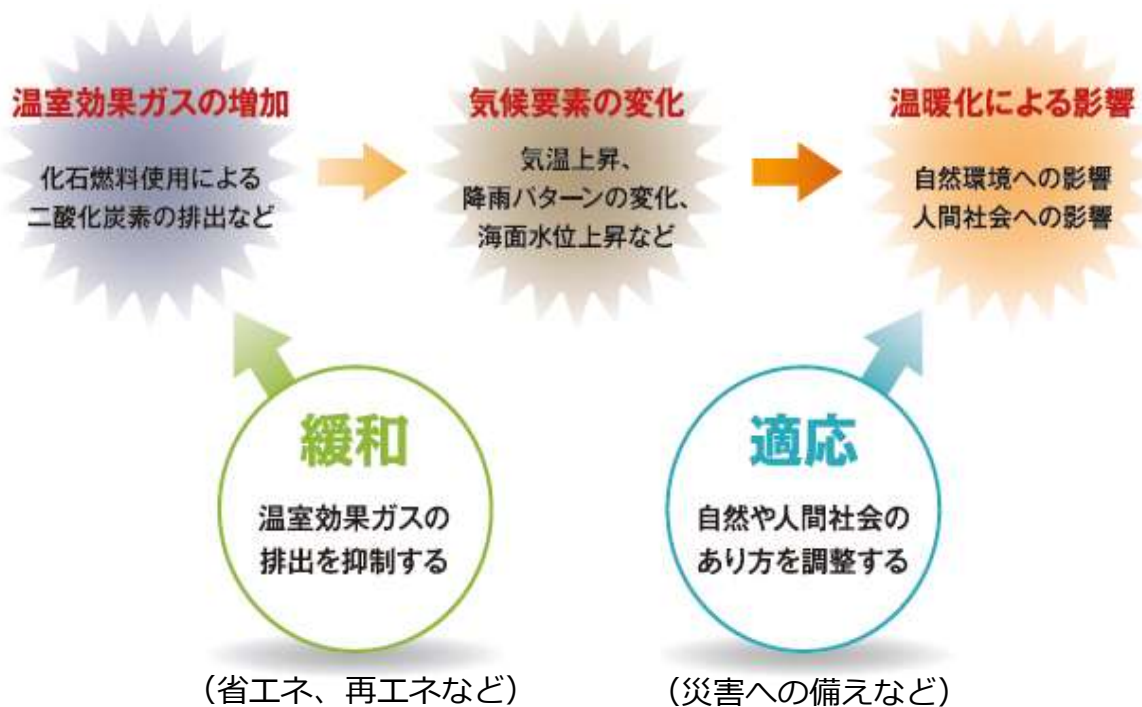 温室効果ガスの増加
化石燃料使用による
二酸化炭素の排出など
気候要素の変化
気温上昇、
降雨パターンの変化、
海面水位上昇など
温暖化による影響
自然環境への影響
人間社会への影響
緩和
温室効果ガスの
排出を抑制する
（省エネ、再エネなど）
適応
自然や人間社会の
あり方を調整する
（災害への備えなど）